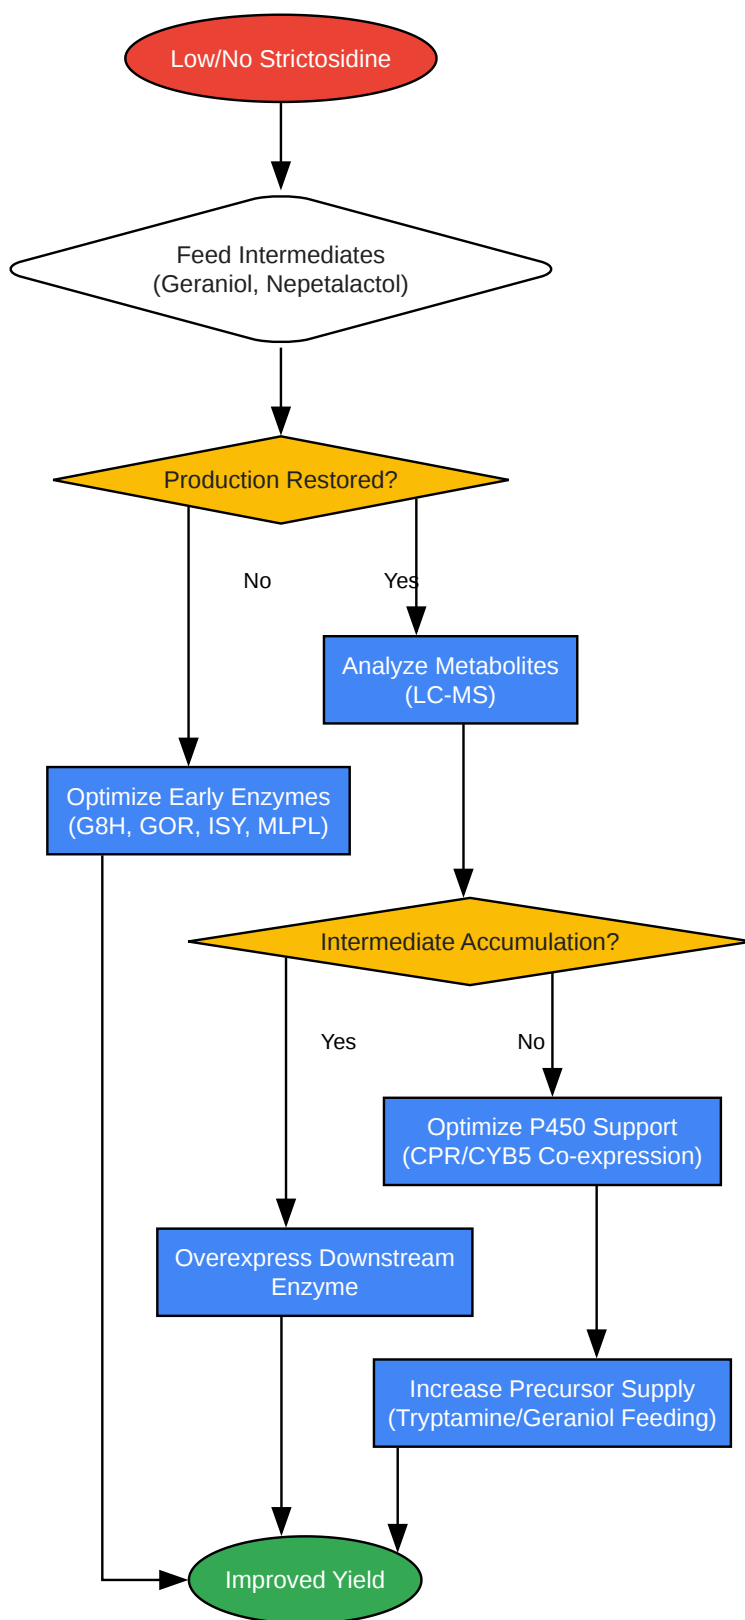 Low/No Strictosidine
Feed Intermediates
(Geraniol, Nepetalactol)
Production Restored?
No
Yes
Analyze Metabolites
(LC-MS)
Optimize Early Enzymes
(G8H, GOR, ISY, MLPL)
Intermediate Accumulation?
Yes
No
Optimize P450 Support
(CPR/CYB5 Co-expression)
Overexpress Downstream
Enzyme
Increase Precursor Supply
(Tryptamine/Geraniol Feeding)
Improved Yield